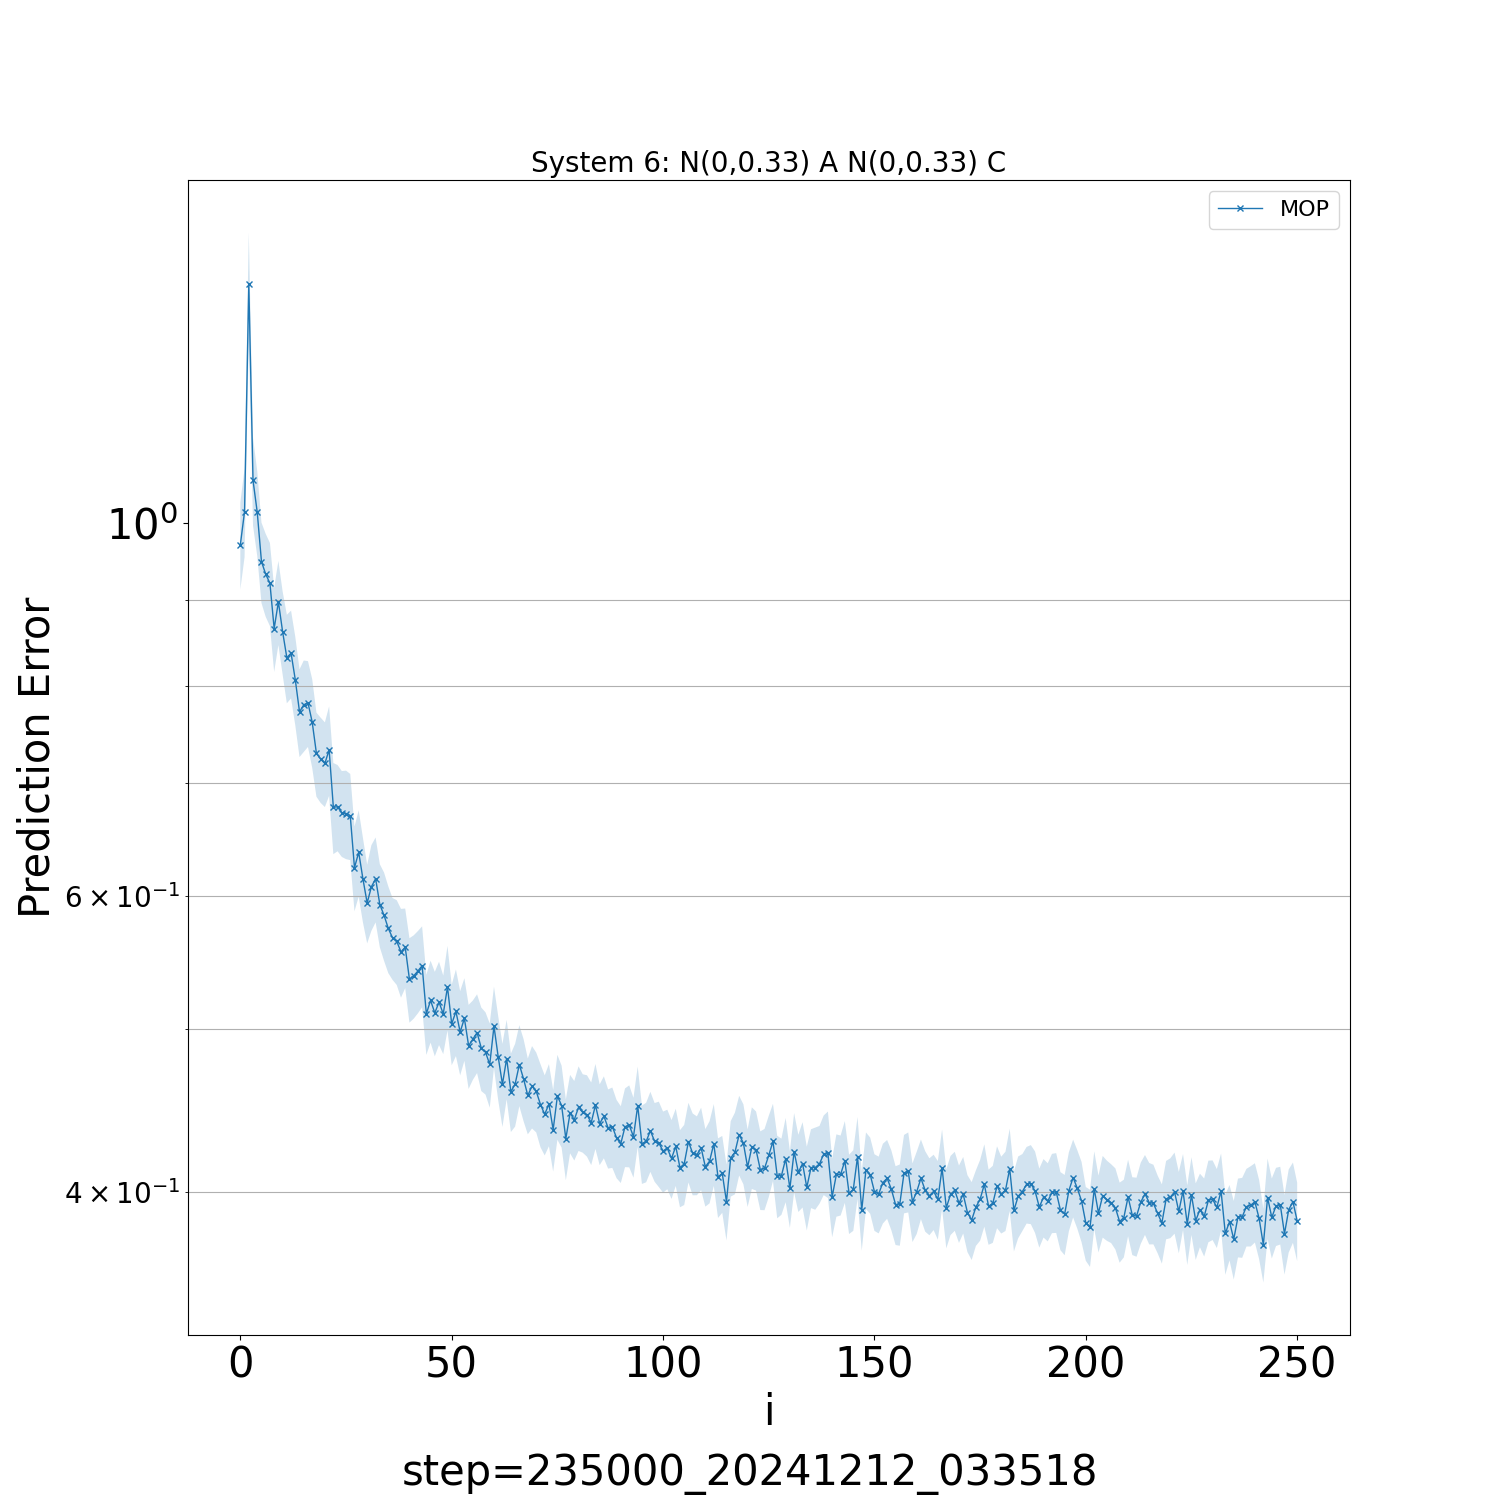 System 6: N(0,0.33) A N(0,0.33) C
MOP
10⁰
6 × 10⁻¹
4 × 10⁻¹
Prediction Error
0 50 100 150 200 250
i
step=235000_20241212_033518